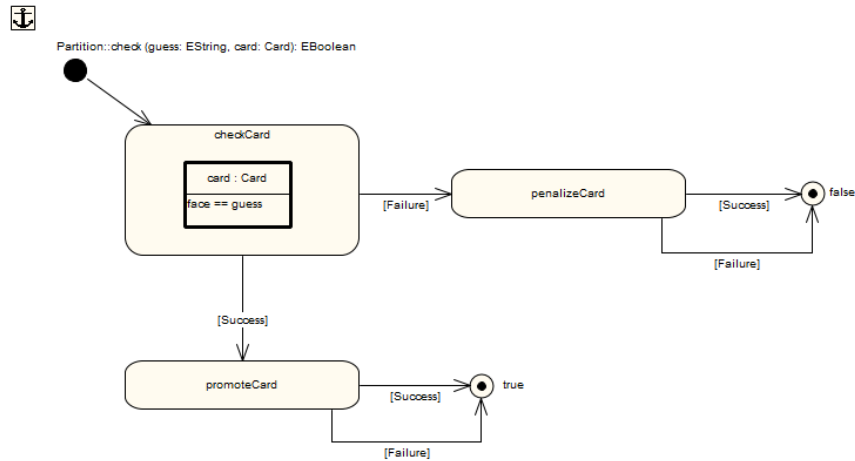 Partition::check (guess: EString, card: Card): EBoolean
checkCard
card : Card
face == guess
[Failure]
penalizeCard
[Success]
false
[Failure]
[Success]
promoteCard
[Success]
true
[Failure]